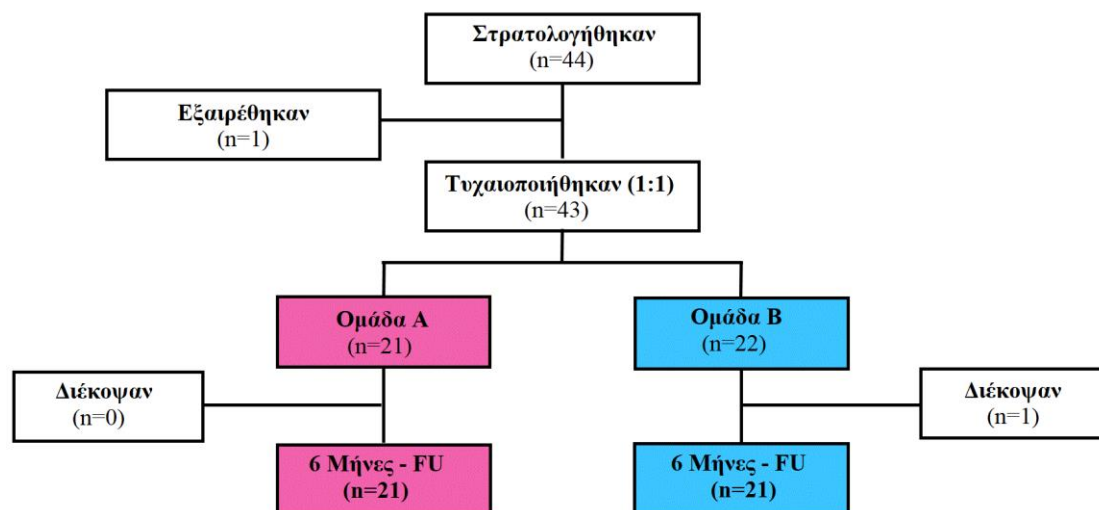 Στρατολογήθηκαν
(n=44)
Εξαιρέθηκαν
(n=1)
Τυχαιοποιήθηκαν (1:1)
(n=43)
Ομάδα Α
(n=21)
Ομάδα Β
(n=22)
Διέκοψαν
(n=0)
Διέκοψαν
(n=1)
6 Μήνες - FU
(n=21)
6 Μήνες - FU
(n=21)